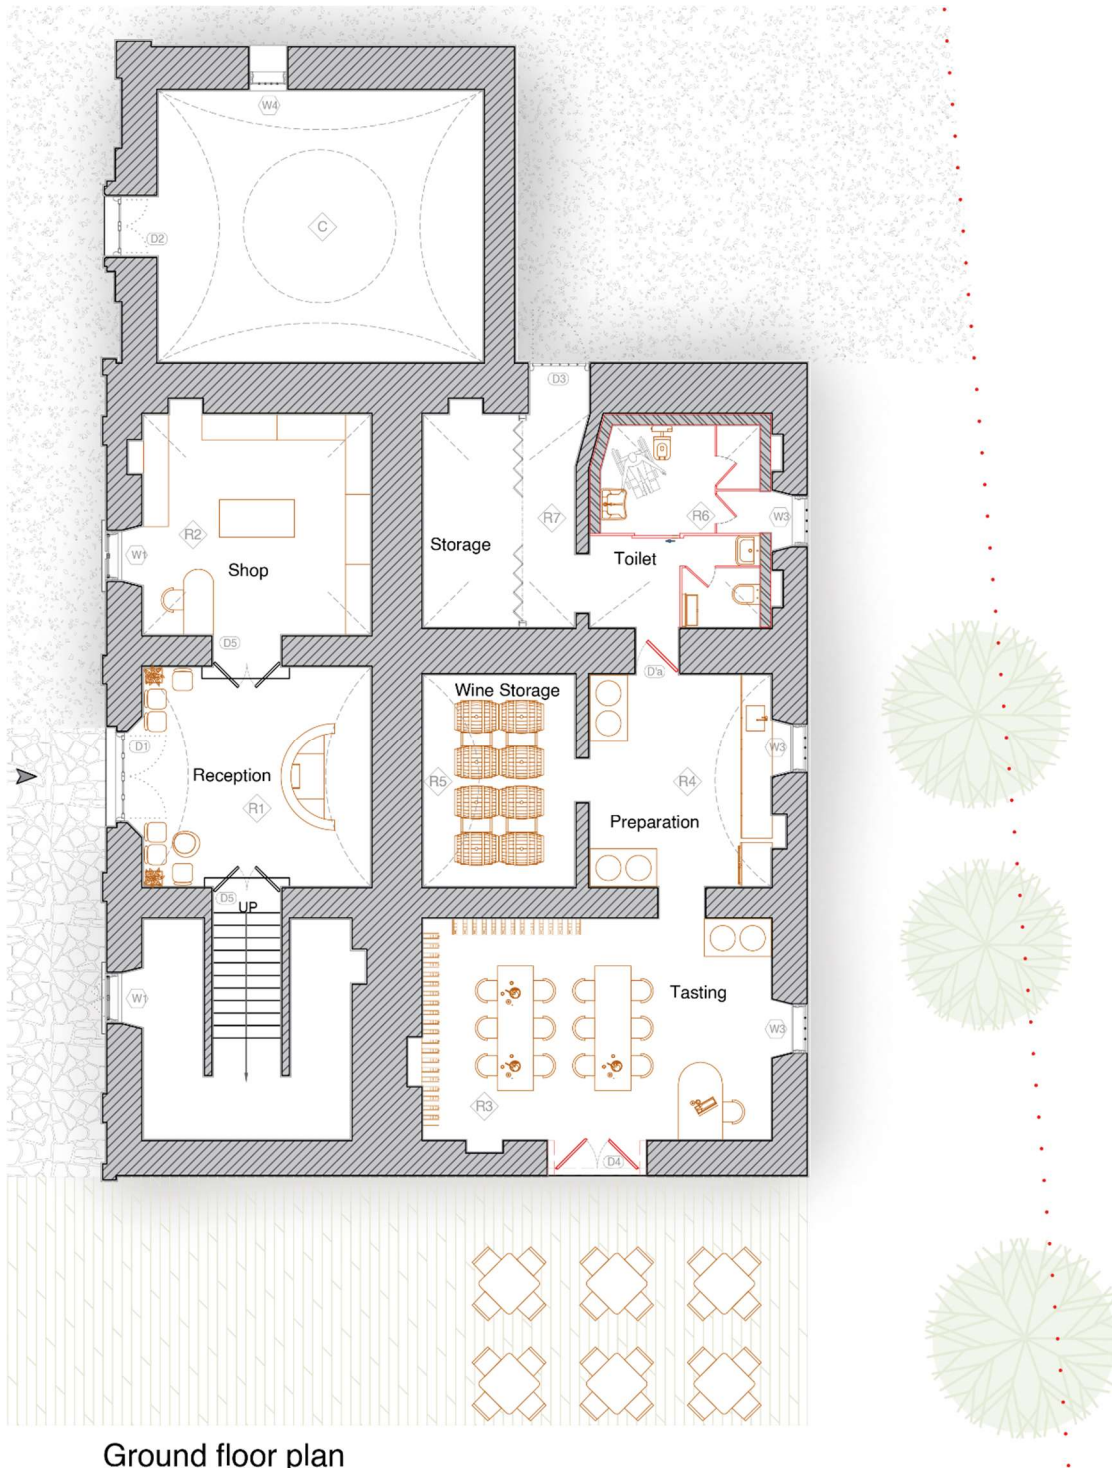 W4
C
D2
D3
R2
W1
Shop
D5
Storage
R7
R6
W3
Toilet
D'a
Wine Storage
D1
Reception
R1
R5
R4
W3
Preparation
D5
UP
W1
Tasting
W3
R3
D4
Ground floor plan